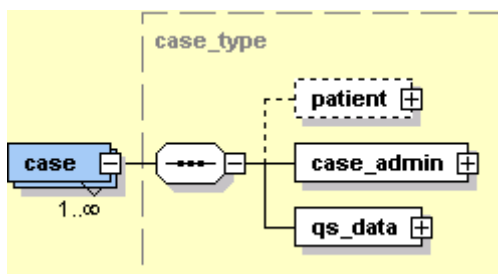 case_type
patient
case
case_admin
1..∞
qs_data